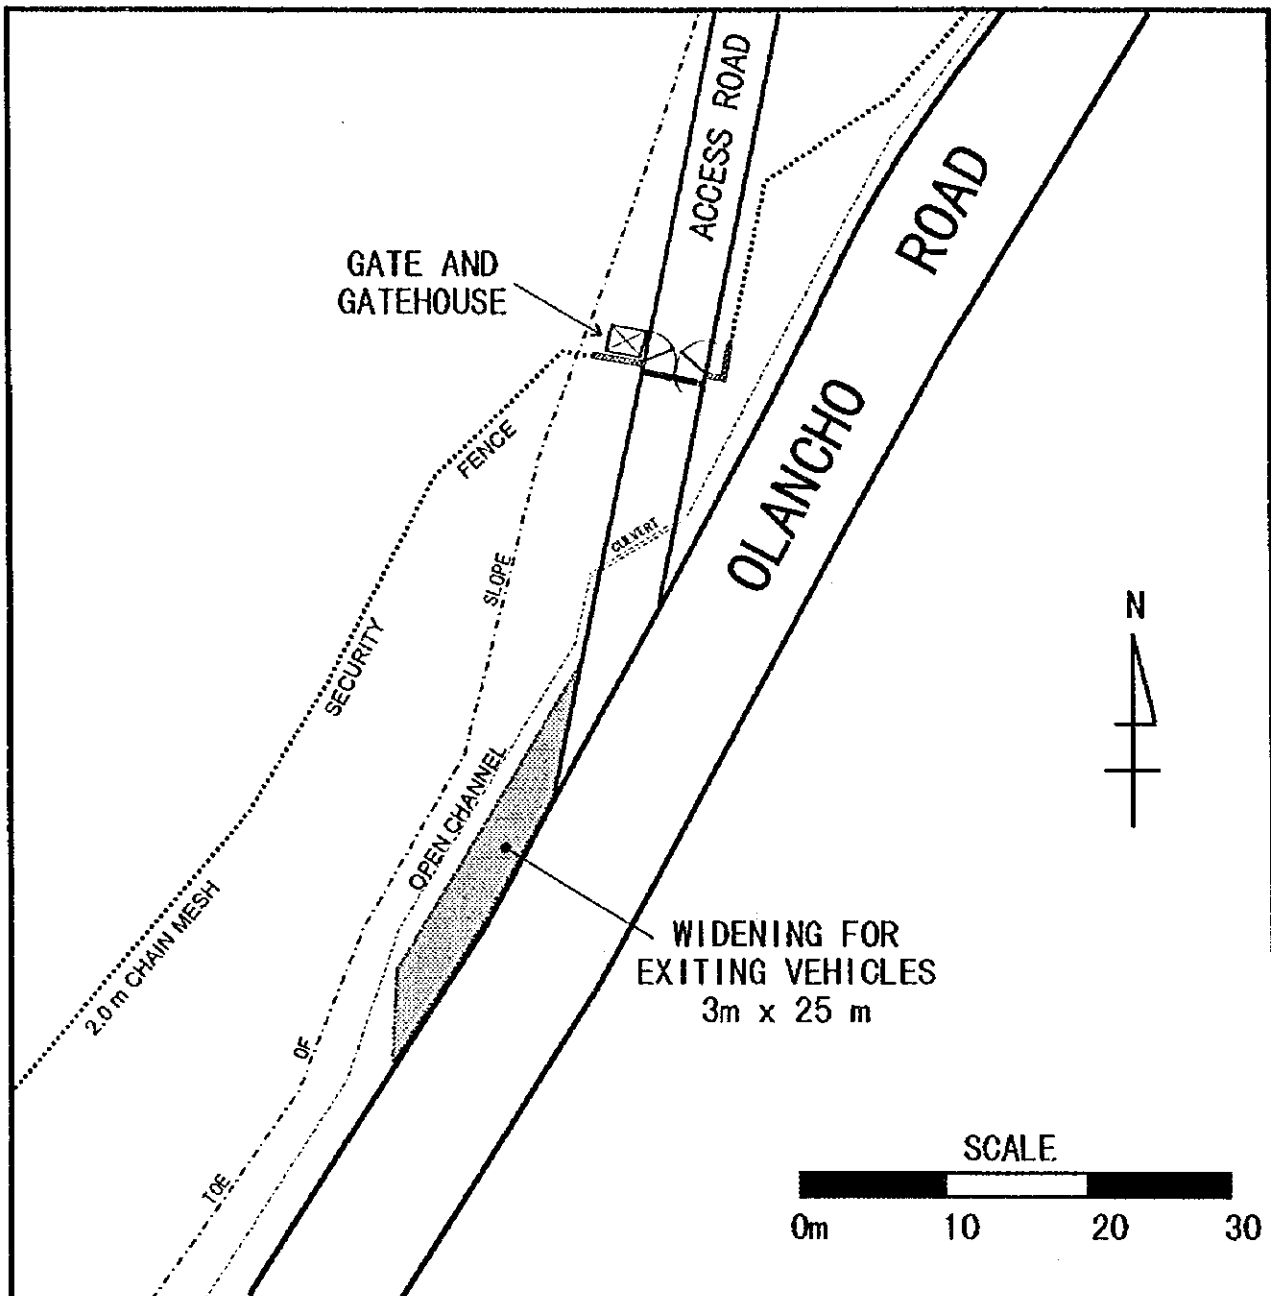 ACCESS ROAD
ROAD
GATE AND
GATEHOUSE
OLANCHO
FENCE
CULVERT
SLOPE
N
SECURITY
OPEN CHANNEL
2.0 m CHAIN MESH
WIDENING FOR
EXITING VEHICLES
3m x 25 m
OF
TOE
SCALE
0m 10 20 30